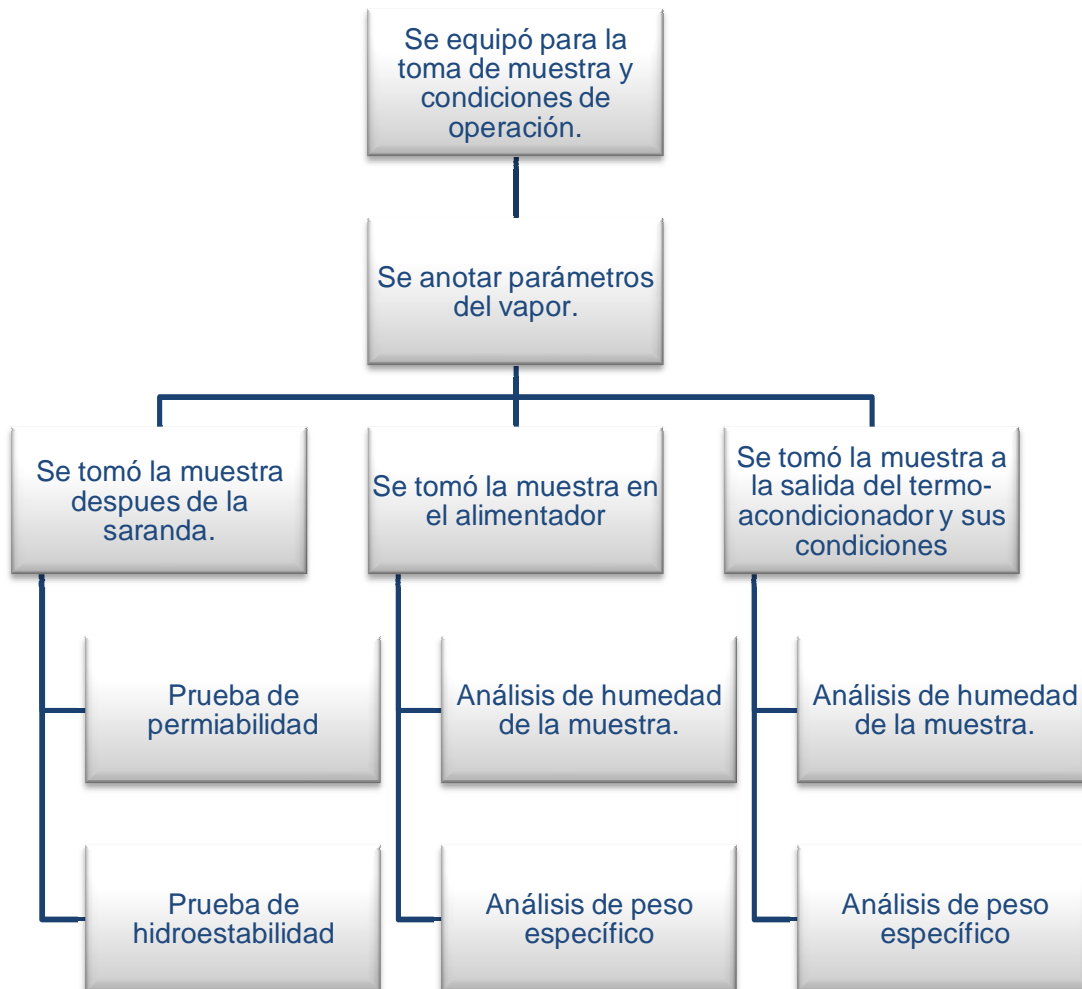 Se equipó para la
toma de muestra y
condiciones de
operación.
Se anotar parámetros
del vapor.
Se tomó la muestra
despues de la
saranda.
Se tomó la muestra en
el alimentador
Se tomó la muestra a
la salida del termo-
acondicionador y sus
condiciones
Prueba de
permiabilidad
Análisis de humedad
de la muestra.
Análisis de humedad
de la muestra.
Prueba de
hidroestabilidad
Análisis de peso
específico
Análisis de peso
específico